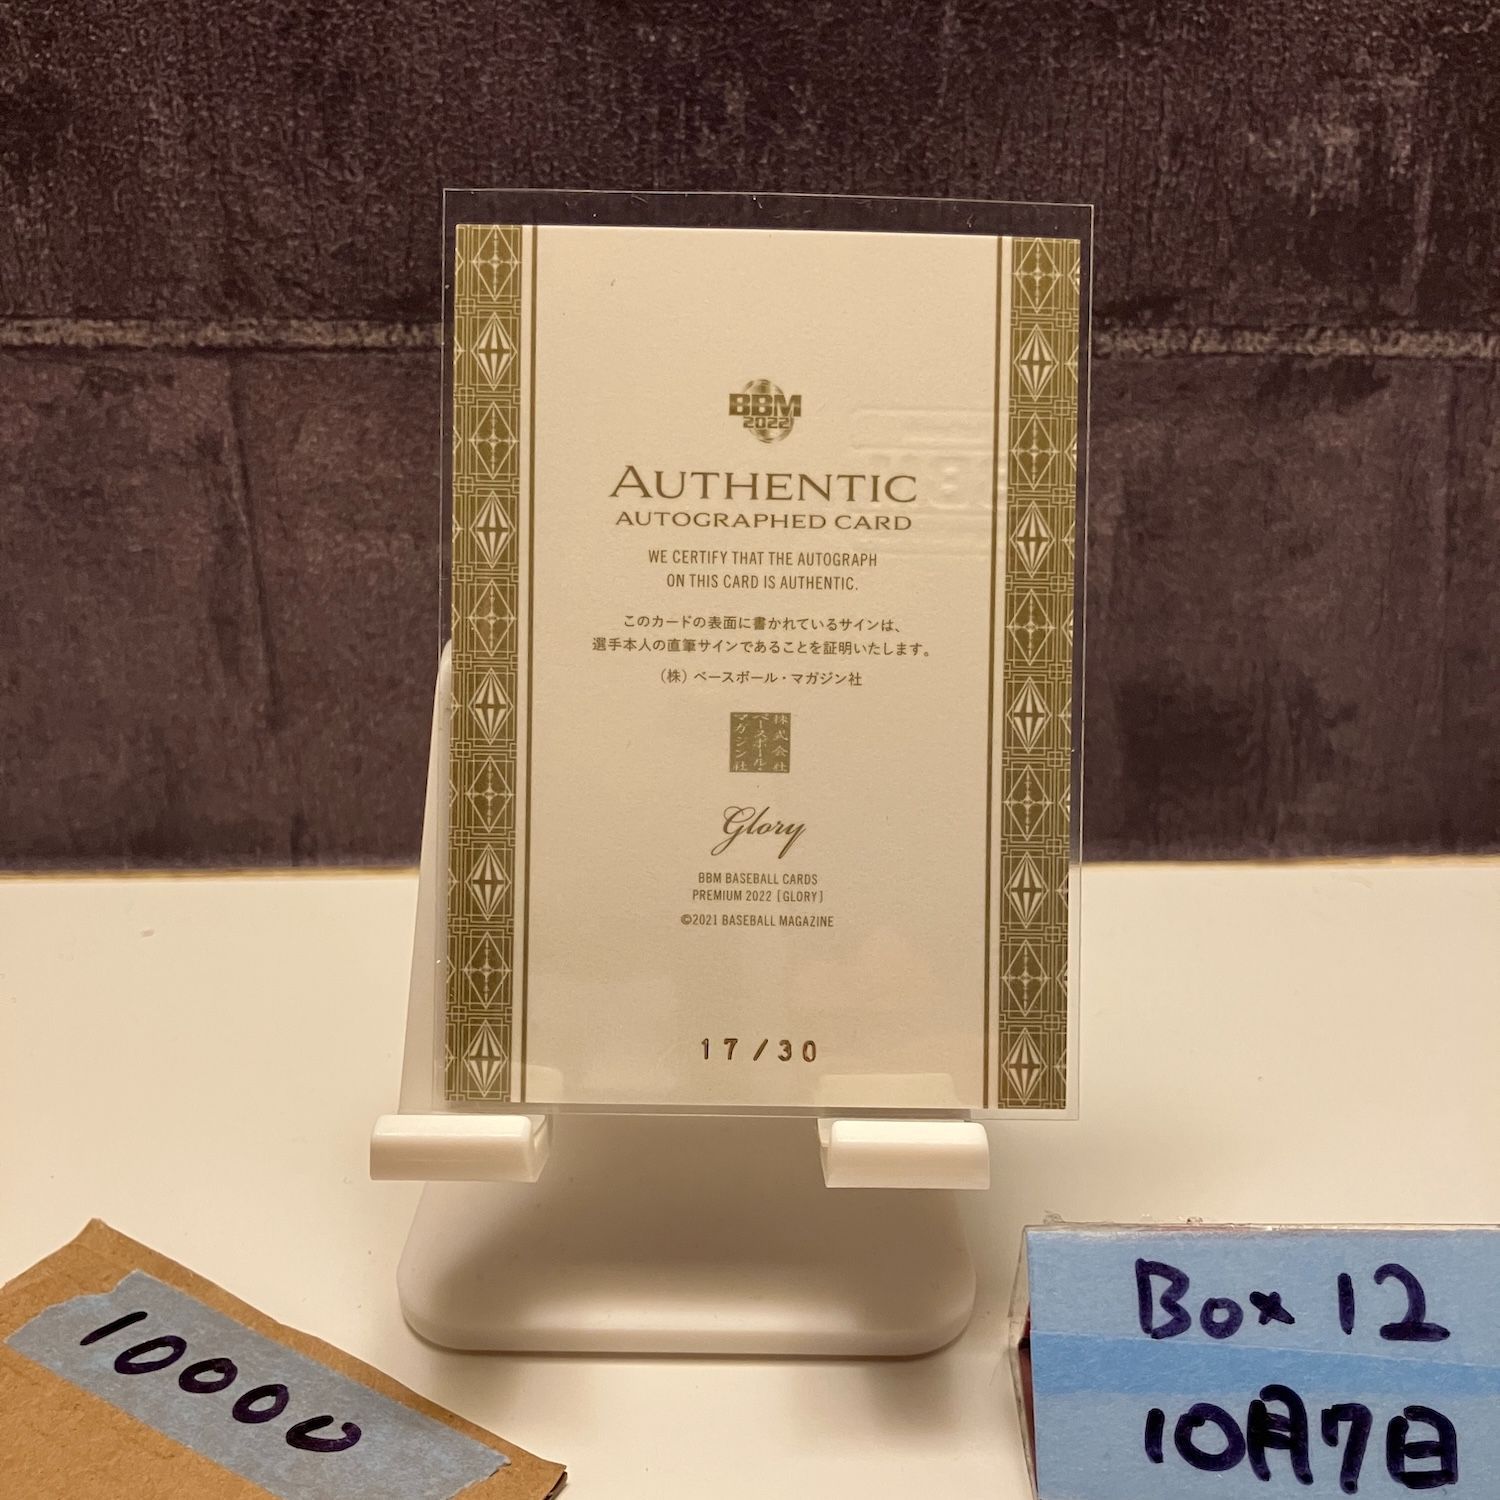 BBM
2022
AUTHENTIC
AUTOGRAPHED CARD
WE CERTIFY THAT THE AUTOGRAPH
ON THIS CARD IS AUTHENTIC.
このカードの表面に書かれているサインは、
選手本人の直筆サインであることを証明いたします。
（株）ベースボール・マガジン社
株式会社
ベースボール・
マガジン社
Glory
BBM BASEBALL CARDS
PREMIUM 2022 [GLORY]
©2021 BASEBALL MAGAZINE
17/30
10000
Box 12
10月7日